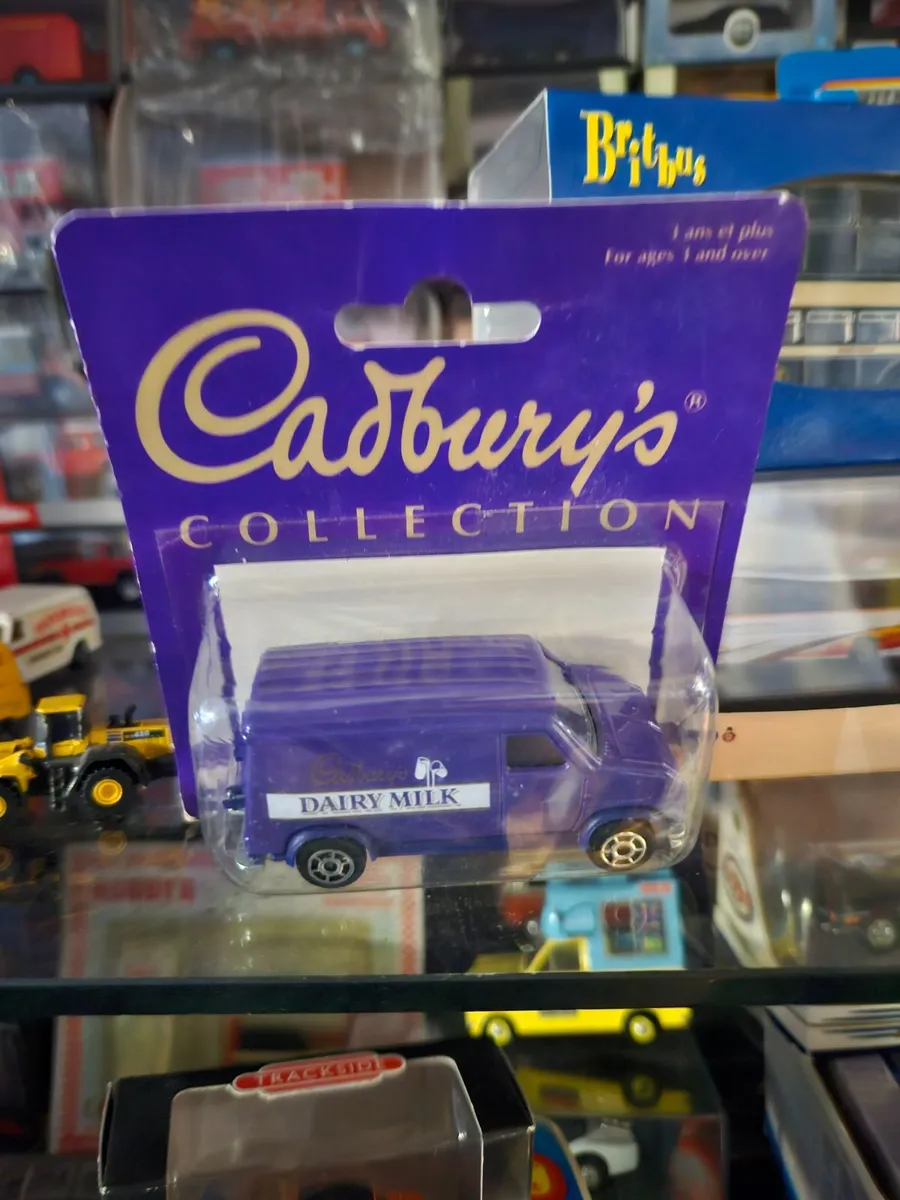 Britbus
3 ans et plus
For ages 3 and over
Cadbury's®
COLLECTION
Cadbury's
DAIRY MILK
TRACKSIDE